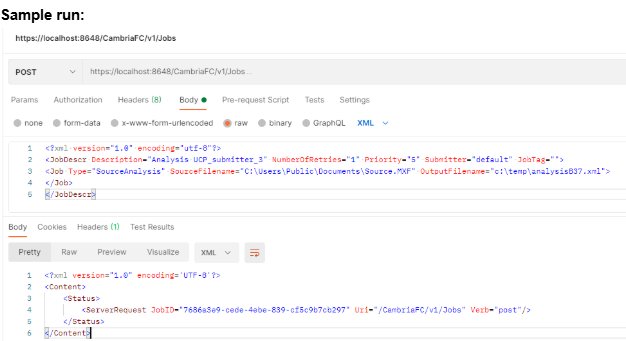 Sample run:
https://localhost:8648/CambriaFC/v1/Jobs
POST https://localhost:8648/CambriaFC/v1/Jobs ...
Params Authorization Headers (8) Body Pre-request Script Tests Settings
none form-data x-www-form-urlencoded raw binary GraphQL XML
1 <?xml version="1.0" encoding="utf-8"?>
2 <JobDescr Description="Analysis UCP_submitter_3" NumberOfRetries="1" Priority="5" Submitter="default" JobTag="">
3 <Job Type="SourceAnalysis" SourceFilename="C:\Users\Public\Documents\Source.MXF" OutputFilename="c:\temp\analysis837.xml">
4 </Job>
5 </JobDescr>
Body Cookies Headers (1) Test Results
Pretty Raw Preview Visualize XML
1 <?xml version="1.0" encoding='UTF-8'?>
2 <Content>
3 <Status>
4 <ServerRequest JobID="7686a3e9-cede-4ebe-839-cf5c9b7cb297" Uri="/CambriaFC/v1/Jobs" Verb="post"/>
5 </Status>
6 </Content>